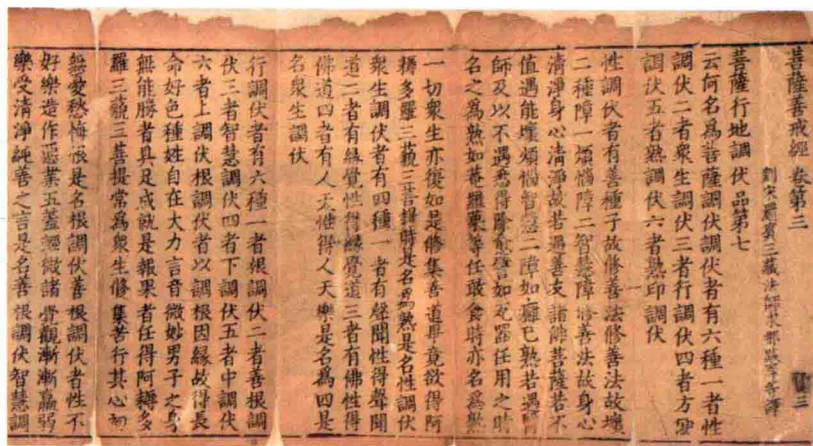 菩薩善戒經卷第三
劉宋罽賓三藏法師求那跋摩等譯
三
菩薩行地調伏品第七
云何名為菩薩調伏調伏者有六種一者性
調伏二者衆生調伏三者行調伏四者方便
調伏五者熟調伏六者熟印調伏
性調伏者有善種子故修善法修善法故壞
二種障一煩惱障二智慧障修善法故身心
清淨身心清淨故若遇善友諸佛菩薩若不
值遇能壞煩惱智慧二障如癰已熟若遇醫
師及以不遇悉得除愈譬如瓦器任用之時
名之為熟如菴羅菓等任敢食時亦名為熟
一切衆生亦復如是修集善道畢竟欲得阿
耨多羅三藐三菩提時是名為熟是名性調伏
衆生調伏者有四種一者有聲聞性得聲聞
道二者有緣覺性得緣覺道三者有佛性得
佛道四者有人天性得人天樂是名為四是
名衆生調伏
行調伏者有六種一者根調伏二者善根調
伏三者智慧調伏四者下調伏五者中調伏
六者上調伏根調伏者以調根因緣故得長
命好色種姓自在大力言音微妙男子之身
無能勝者具足成就是報果者任得阿耨多
羅三藐三菩提常為衆生修集苦行其心初
無憂愁悔恨是名根調伏善根調伏者性不
好樂造作惡業五蓋輕微諸覺觀漸漸羸弱
樂受清淨純善之言是名善根調伏智慧調